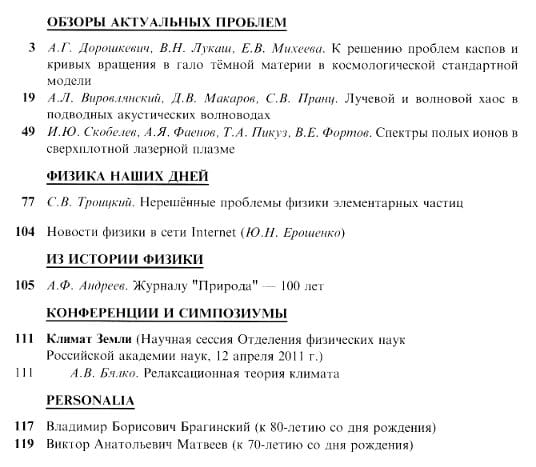 ОБЗОРЫ АКТУАЛЬНЫХ ПРОБЛЕМ
3 А.Г. Дорошкевич, В.Н. Лукаш, Е.В. Михеева. К решению проблем каспов и
кривых вращения в гало тёмной материи в космологической стандартной
модели
19 А.Л. Вировлянский, Д.В. Макаров, С.В. Пранц. Лучевой и волновой хаос в
подводных акустических волноводах
49 И.Ю. Скобелев, А.Я. Фаенов, Т.А. Пикуз, В.Е. Фортов. Спектры полых ионов в
сверхплотной лазерной плазме
ФИЗИКА НАШИХ ДНЕЙ
77 С.В. Троицкий. Нерешённые проблемы физики элементарных частиц
104 Новости физики в сети Internet (Ю.Н. Ерошенко)
ИЗ ИСТОРИИ ФИЗИКИ
105 А.Ф. Андреев. Журналу "Природа" — 100 лет
КОНФЕРЕНЦИИ И СИМПОЗИУМЫ
111 Климат Земли (Научная сессия Отделения физических наук
Российской академии наук, 12 апреля 2011 г.)
111 А.В. Бялко. Релаксационная теория климата
PERSONALIA
117 Владимир Борисович Брагинский (к 80-летию со дня рождения)
119 Виктор Анатольевич Матвеев (к 70-летию со дня рождения)